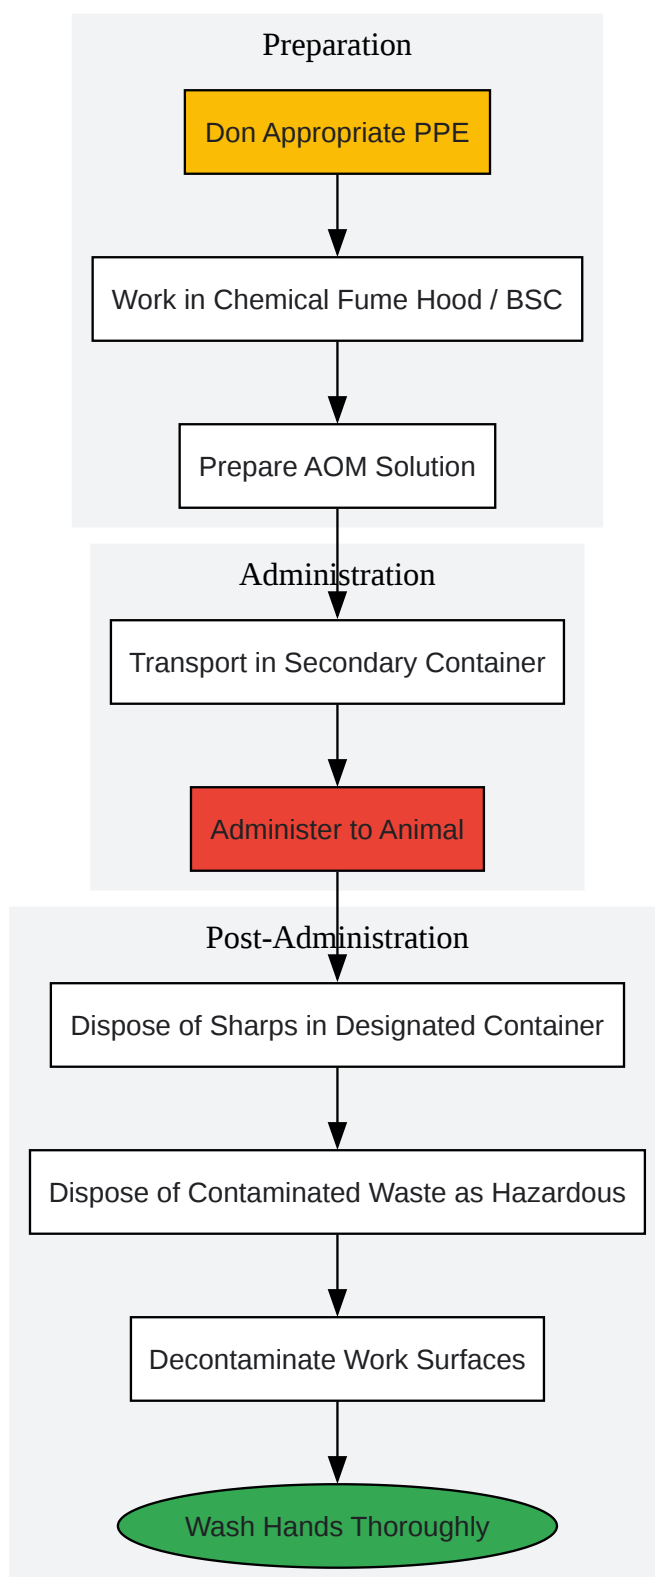 Preparation
Don Appropriate PPE
Work in Chemical Fume Hood / BSC
Prepare AOM Solution
Administration
Transport in Secondary Container
Administer to Animal
Post-Administration
Dispose of Sharps in Designated Container
Dispose of Contaminated Waste as Hazardous
Decontaminate Work Surfaces
Wash Hands Thoroughly